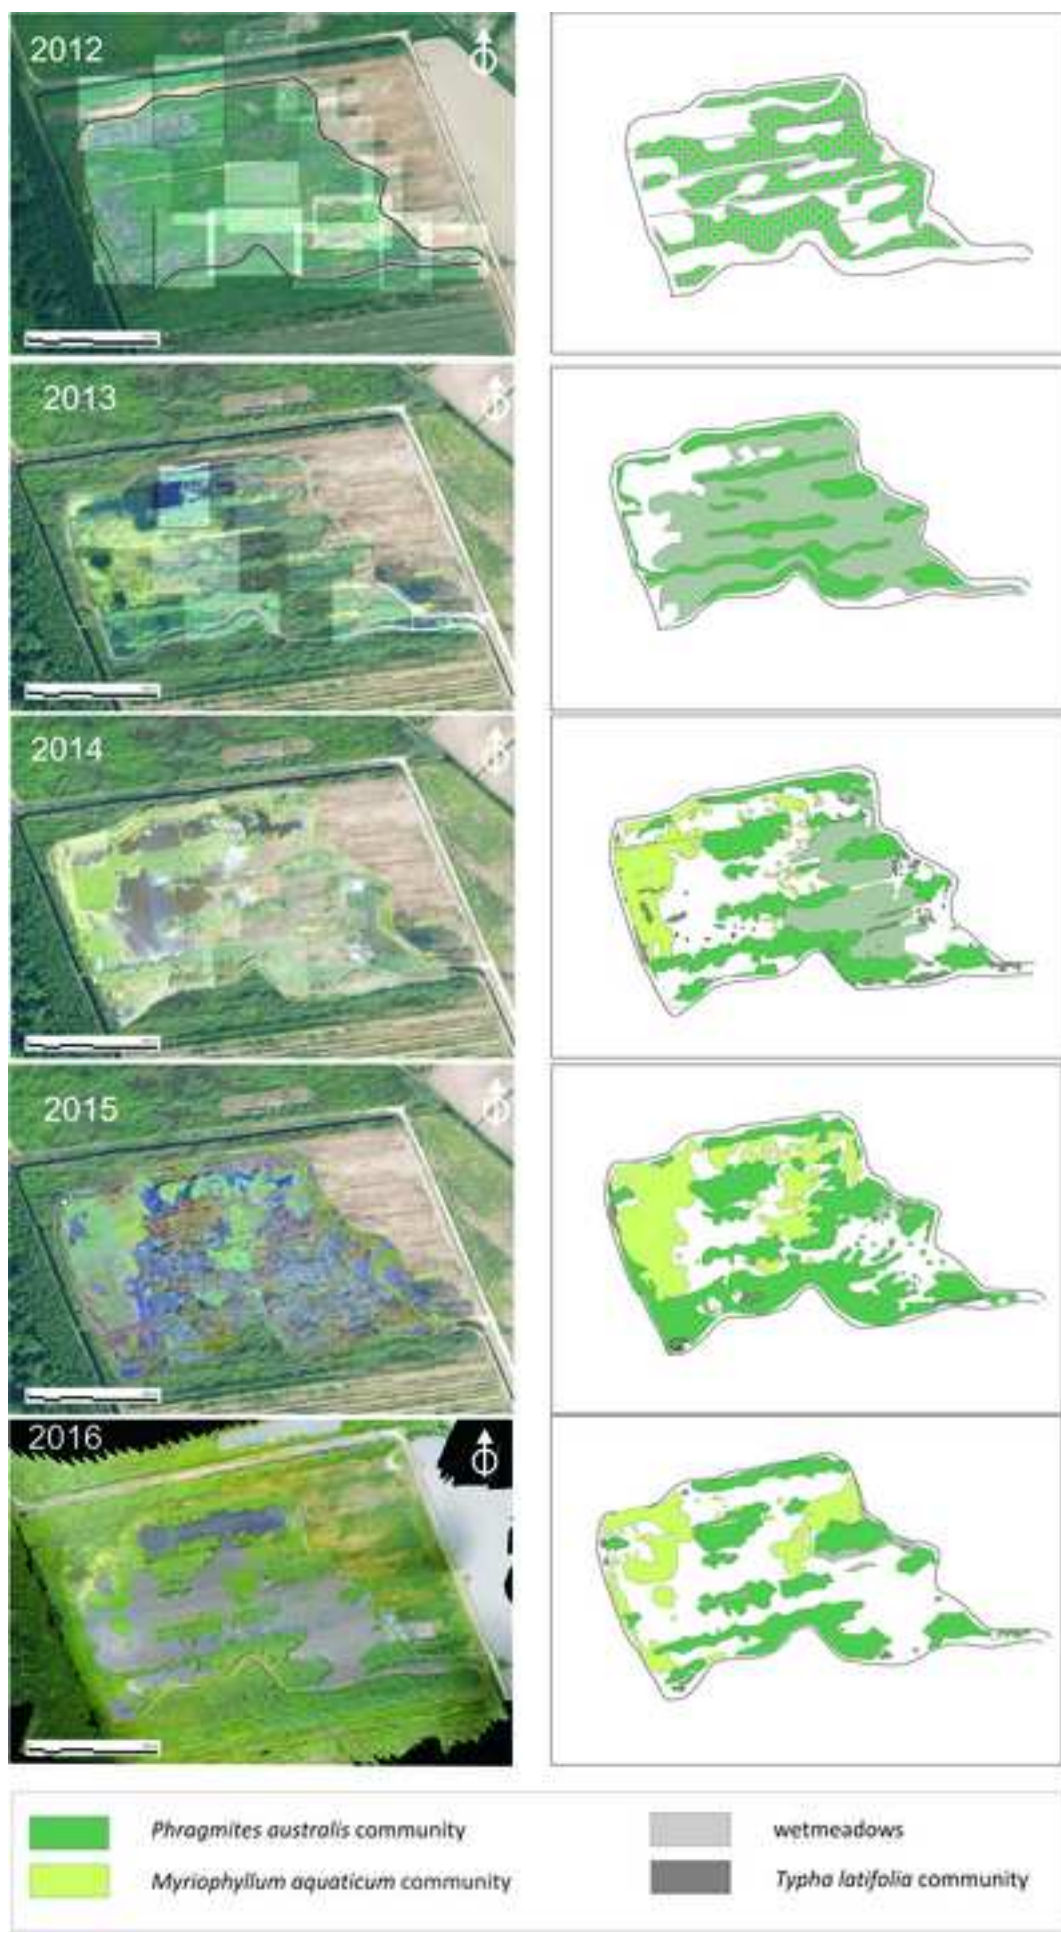 2012
2013
2014
2015
2016
Phragmites australis community
wetmeadows
Myriophyllum aquaticum community
Typha latifolia community